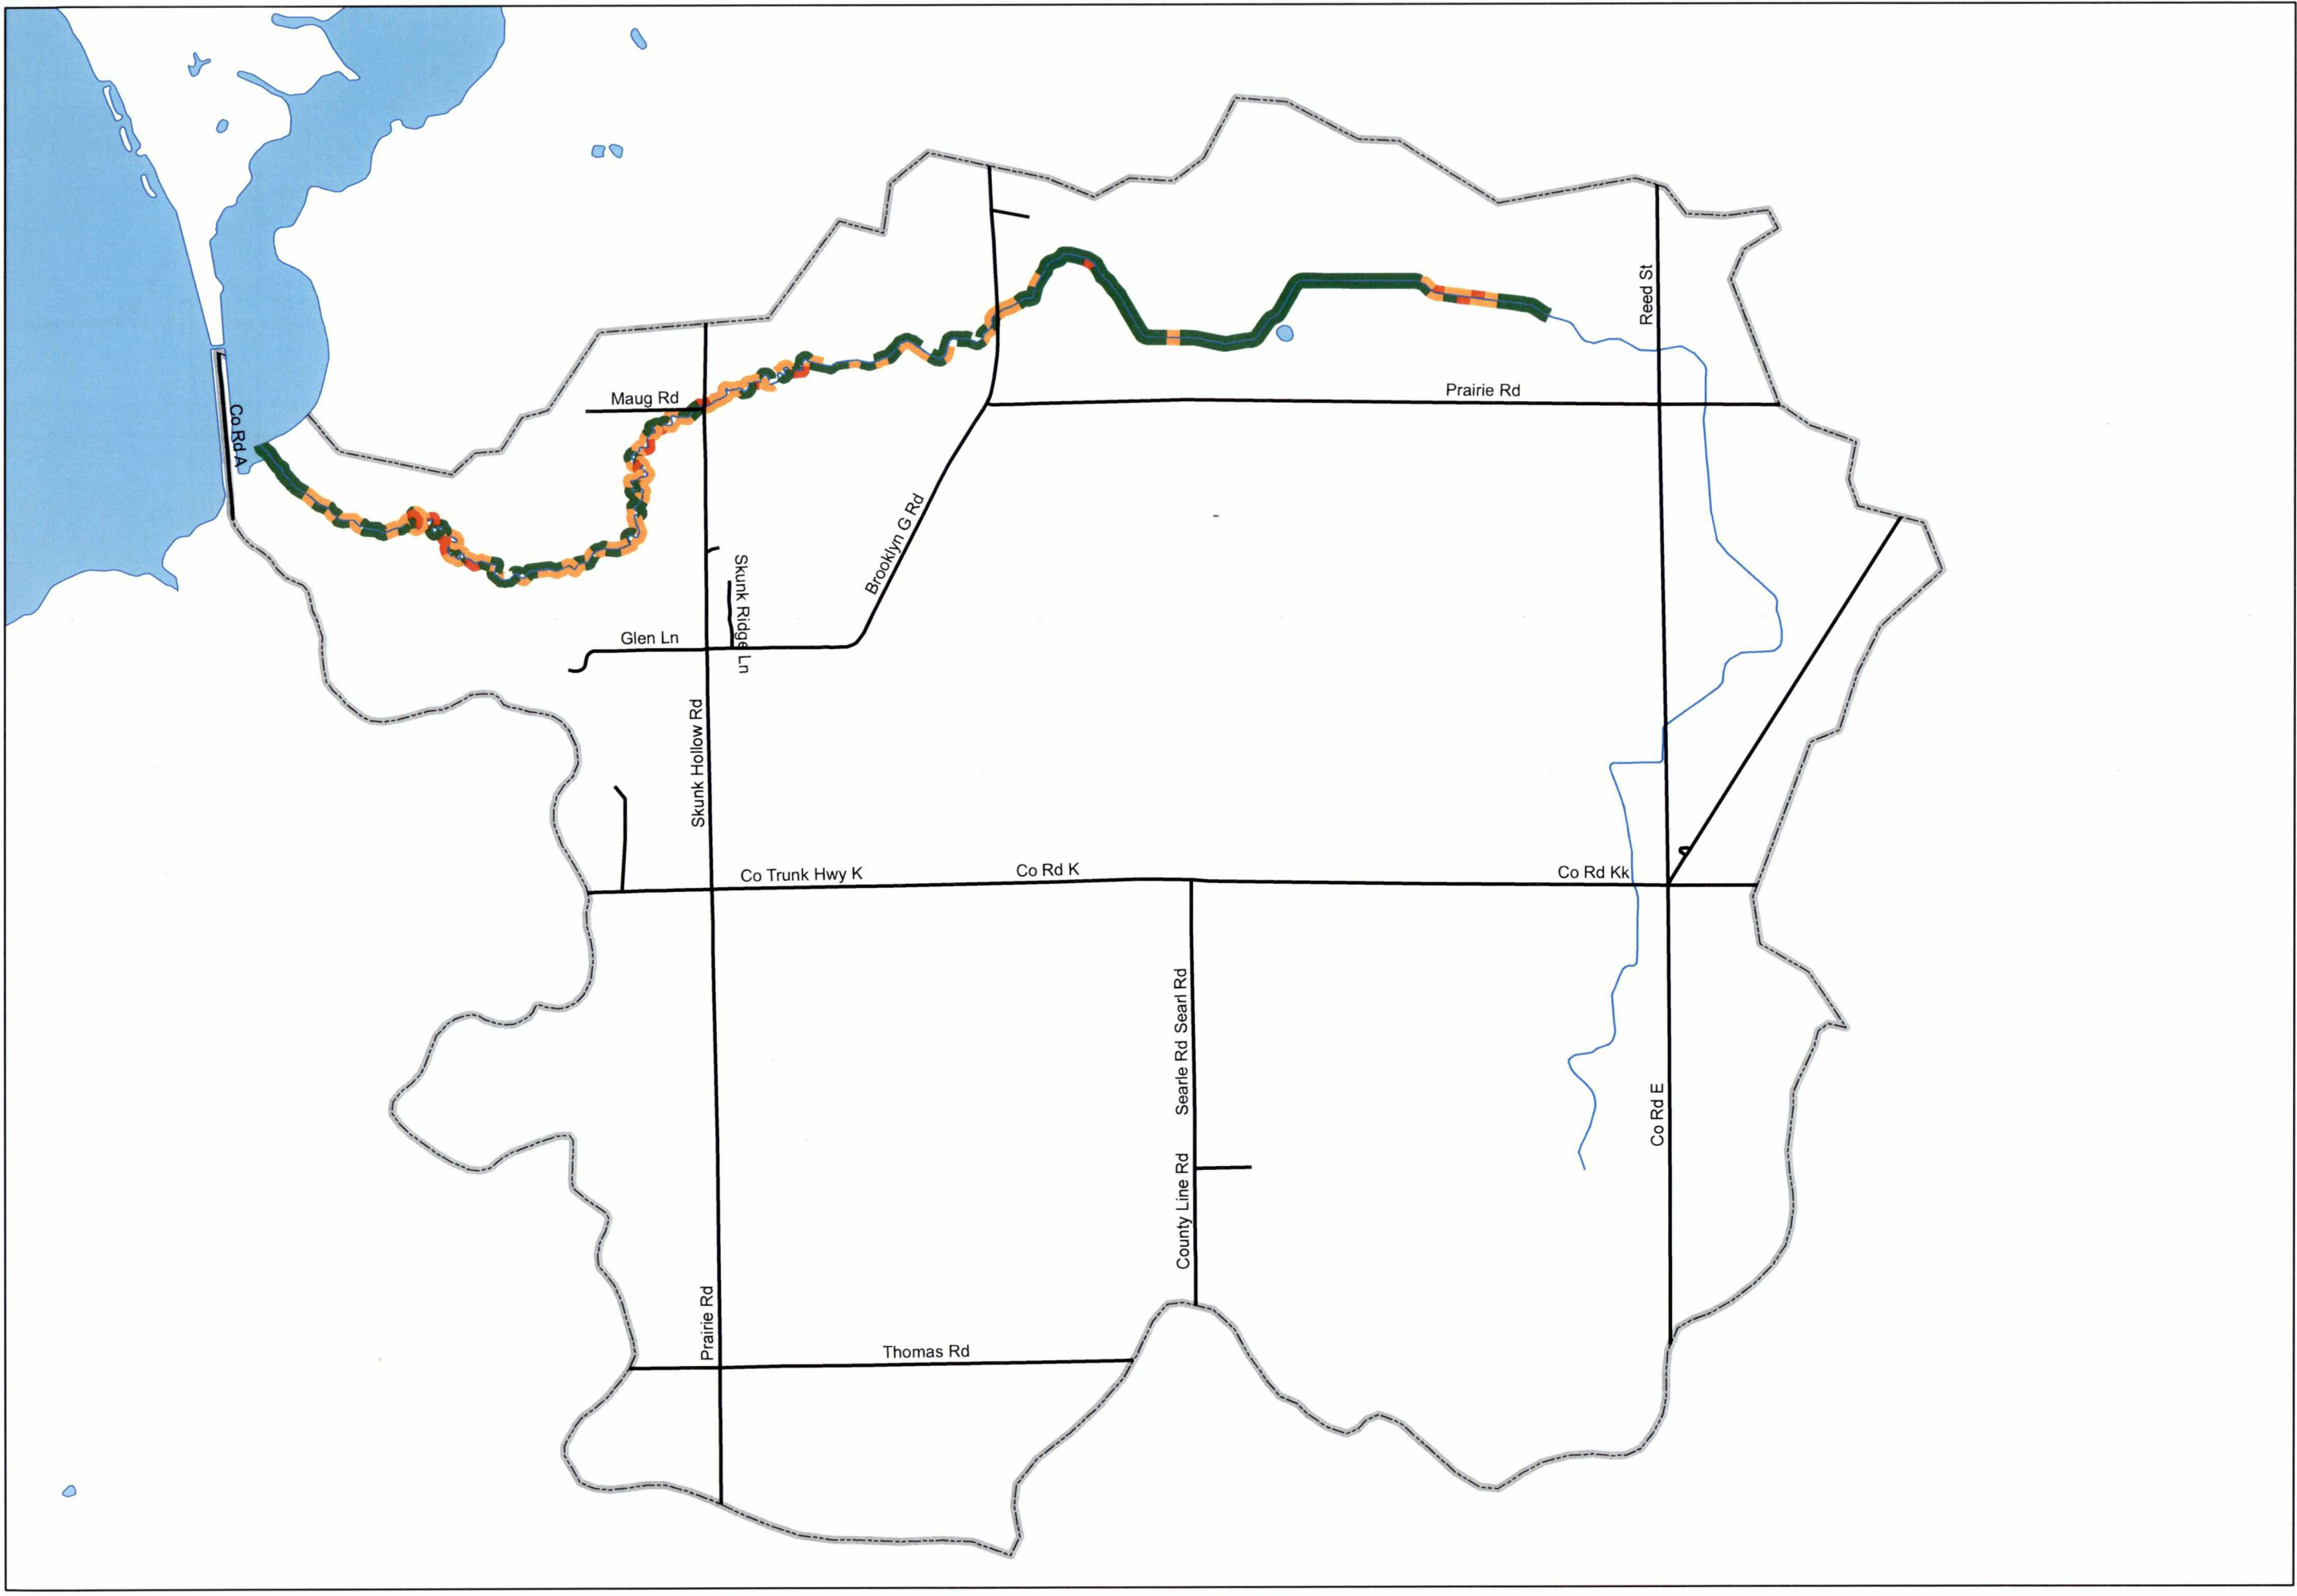 Reed St
Prairie Rd
Maug Rd
Co Rd A
Brooklyn G Rd
Skunk Ridge Ln
Glen Ln
Skunk Hollow Rd
Co Trunk Hwy K
Co Rd K
Co Rd Kk
Searle Rd Searl Rd
Co Rd E
County Line Rd
Prairie Rd
Thomas Rd